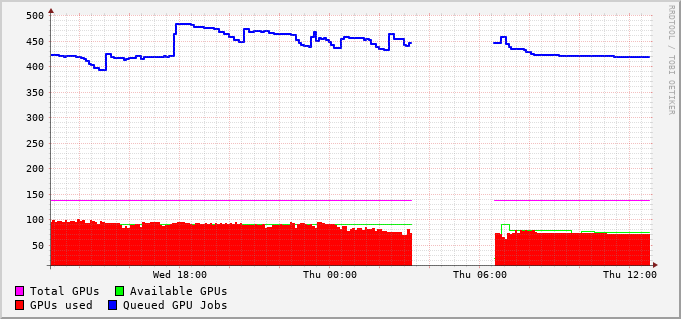 500
450
400
350
300
250
200
150
100
50
Wed 18:00 Thu 00:00 Thu 06:00 Thu 12:00
Total GPUs Available GPUs
GPUs used Queued GPU Jobs
RRDTOOL / TOBI OETIKER